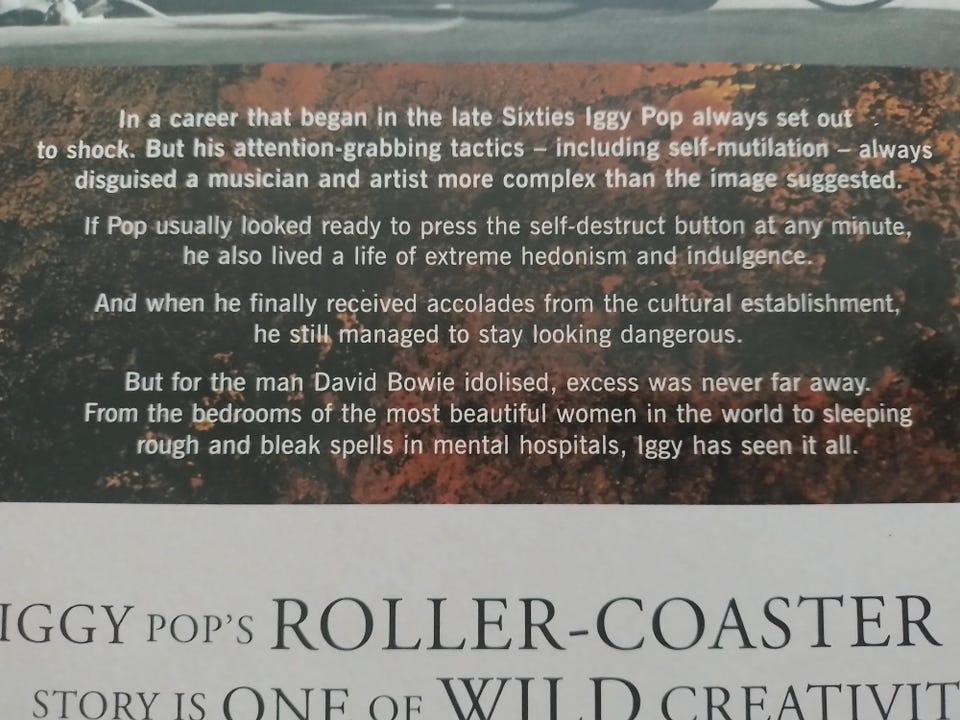 In a career that began in the late Sixties Iggy Pop always set out
to shock. But his attention-grabbing tactics – including self-mutilation – always
disguised a musician and artist more complex than the image suggested.
If Pop usually looked ready to press the self-destruct button at any minute,
he also lived a life of extreme hedonism and indulgence.
And when he finally received accolades from the cultural establishment,
he still managed to stay looking dangerous.
But for the man David Bowie idolised, excess was never far away.
From the bedrooms of the most beautiful women in the world to sleeping
rough and bleak spells in mental hospitals, Iggy has seen it all.
IGGY POP'S ROLLER-COASTER
STORY IS ONE OF WILD CREATIVIT